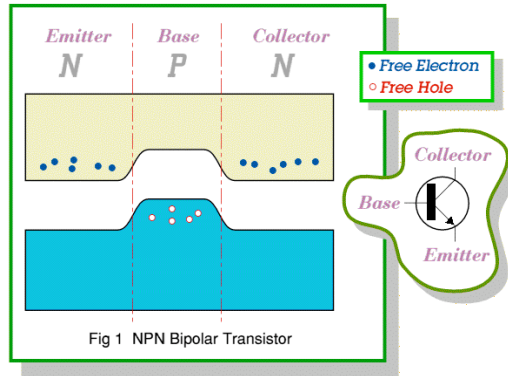 Emitter Base Collector
N P N
Free Electron
Free Hole
Collector
Base
Emitter
Fig 1 NPN Bipolar Transistor